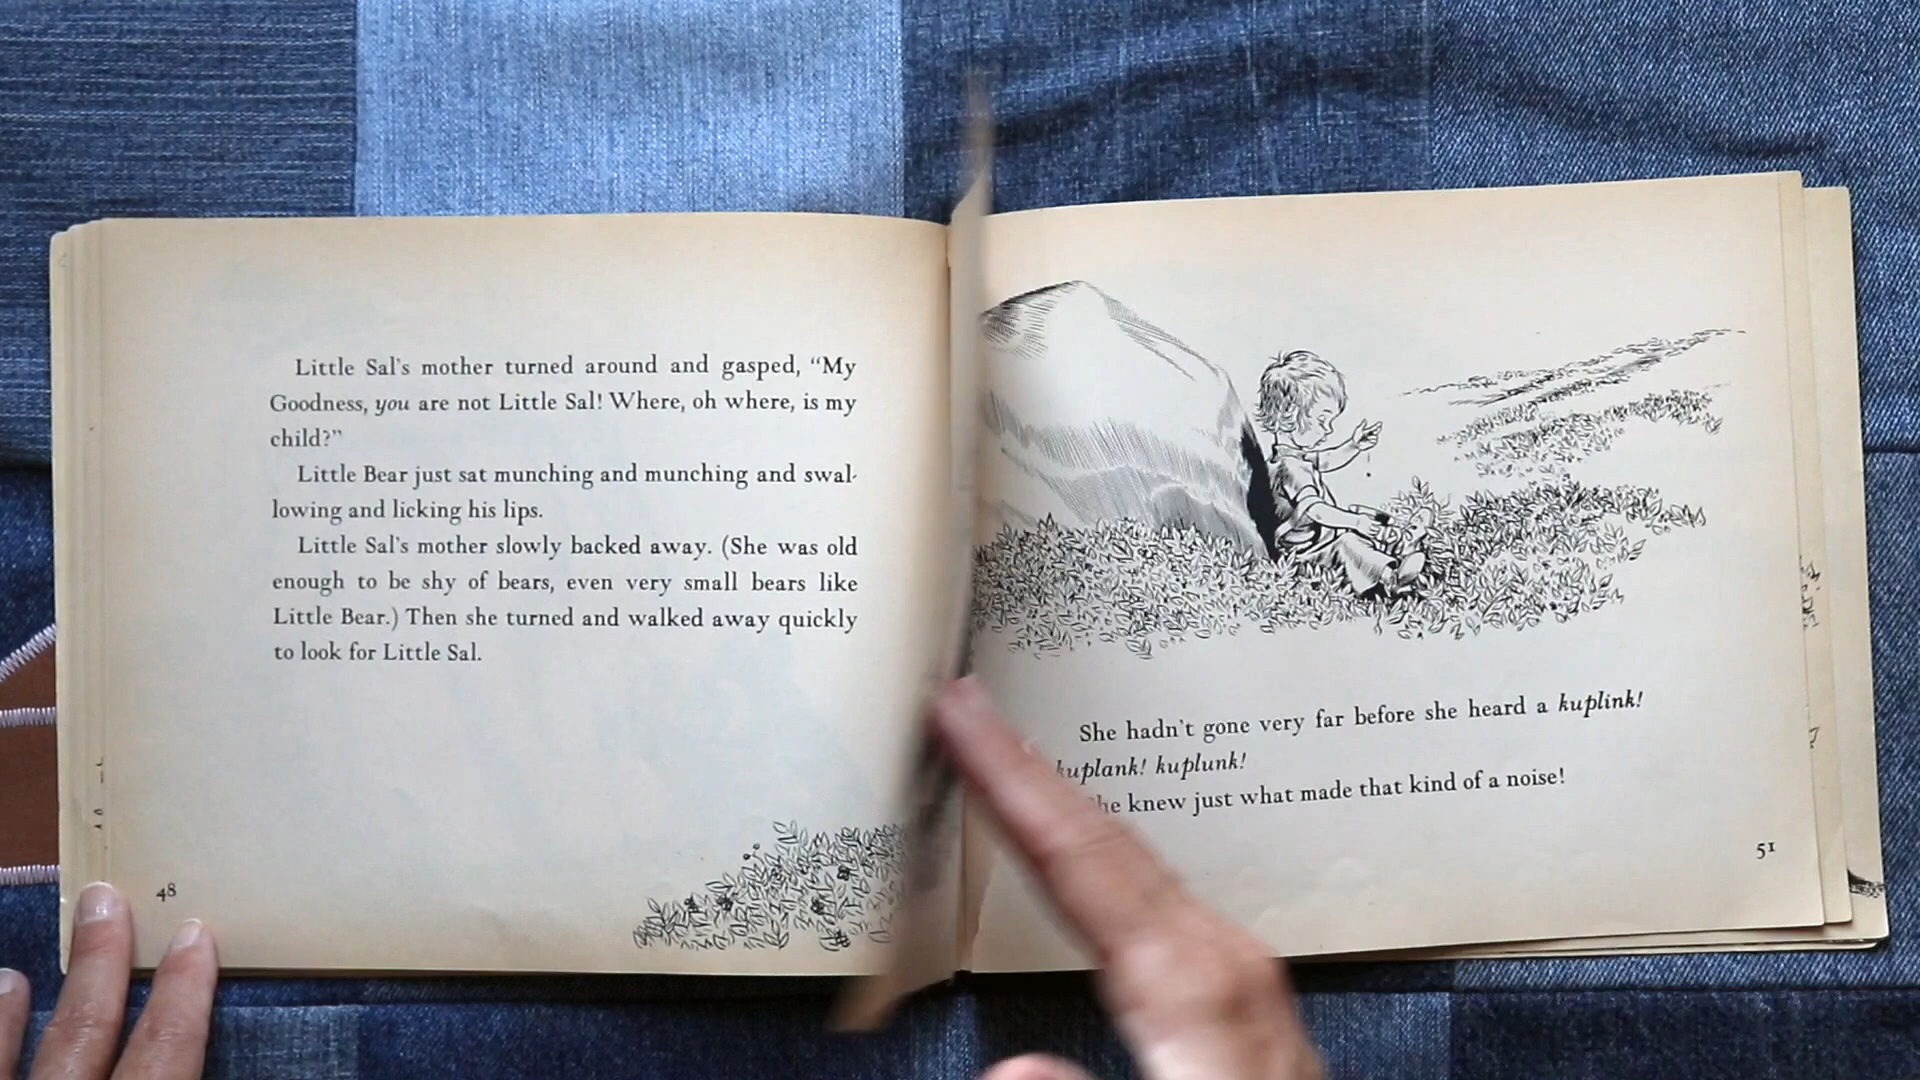 Little Sal's mother turned around and gasped, “My
Goodness, you are not Little Sal! Where, oh where, is my
child?”
Little Bear just sat munching and munching and swal-
lowing and licking his lips.
Little Sal's mother slowly backed away. (She was old
enough to be shy of bears, even very small bears like
Little Bear.) Then she turned and walked away quickly
to look for Little Sal.
48
She hadn't gone very far before she heard a kuplink!
kuplank! kuplunk!
She knew just what made that kind of a noise!
51